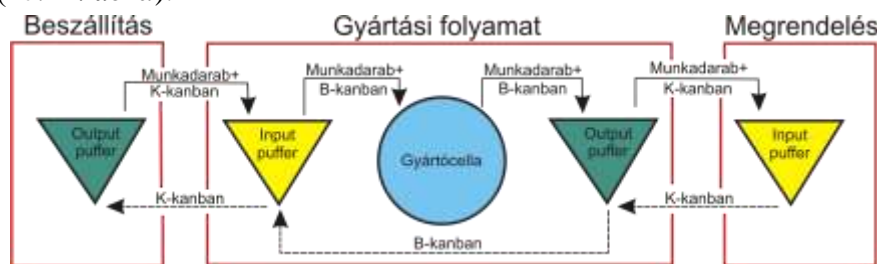 Beszállítás
Gyártási folyamat
Megrendelés
Munkadarab+
K-kanban
Munkadarab+
B-kanban
Munkadarab+
B-kanban
Munkadarab+
K-kanban
Output
puffer
Input
puffer
Gyártócella
Output
puffer
Input
puffer
K-kanban
K-kanban
B-kanban